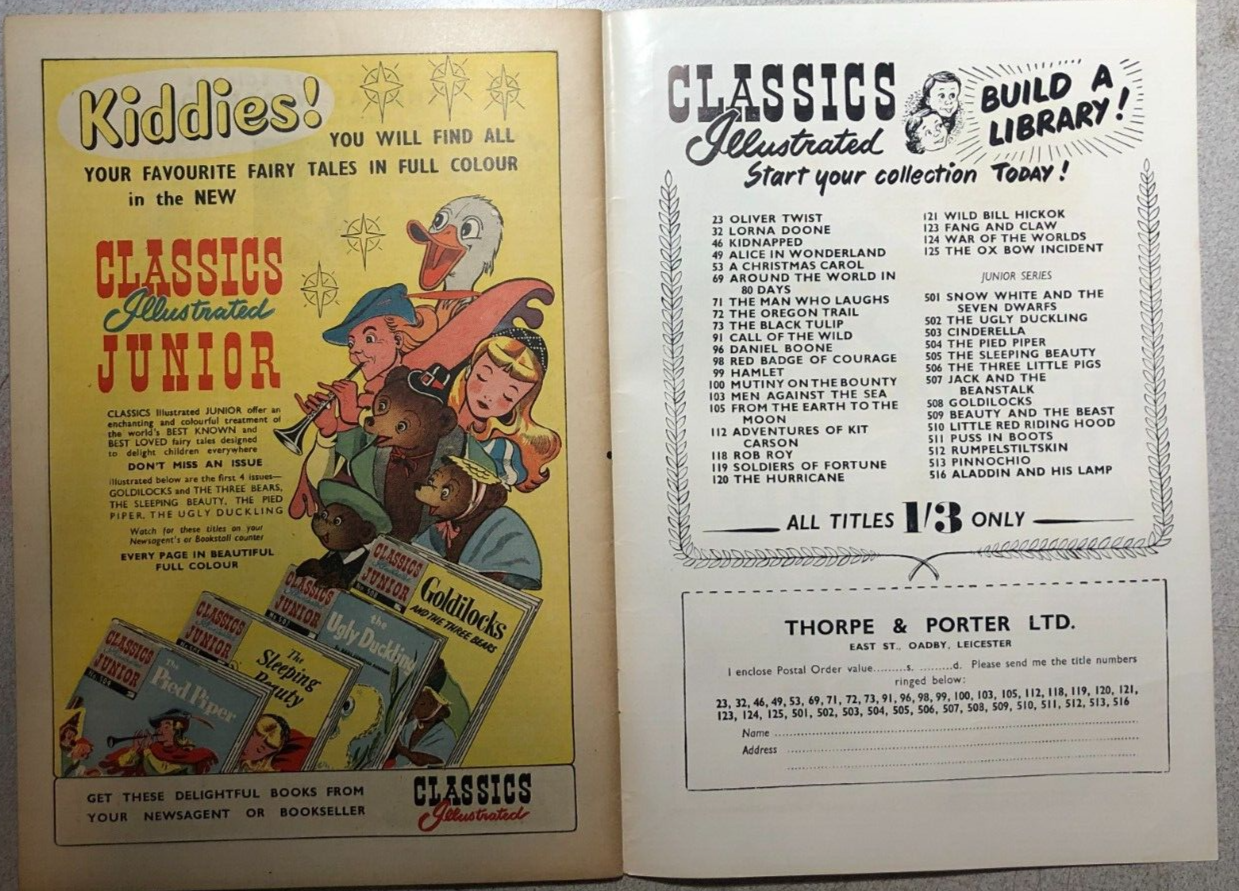 Kiddies!
YOU WILL FIND ALL
YOUR FAVOURITE FAIRY TALES IN FULL COLOUR
in the NEW
CLASSICS
Illustrated
JUNIOR
CLASSICS Illustrated JUNIOR offer an
enchanting and colourful treatment of
the world's BEST KNOWN and
BEST LOVED fairy tales designed
to delight children everywhere
DON'T MISS AN ISSUE
Illustrated below are the first 4 issues—
GOLDILOCKS and THE THREE BEARS,
THE SLEEPING BEAUTY, THE PIED
PIPER, THE UGLY DUCKLING
Watch for these titles on your
Newsagent's or Bookstall counter
EVERY PAGE IN BEAUTIFUL
FULL COLOUR
CLASSICS
Illustrated
JUNIOR
No. 508
Goldilocks
AND THE THREE BEARS
CLASSICS
JUNIOR
the
Ugly Duckling
CLASSICS
JUNIOR
The
Sleeping
Beauty
CLASSICS
JUNIOR
No. 504
The
Pied Piper
GET THESE DELIGHTFUL BOOKS FROM
YOUR NEWSAGENT OR BOOKSELLER
CLASSICS
Illustrated
CLASSICS
Illustrated
BUILD A
LIBRARY!
Start your collection TODAY!
23 OLIVER TWIST
32 LORNA DOONE
46 KIDNAPPED
49 ALICE IN WONDERLAND
53 A CHRISTMAS CAROL
69 AROUND THE WORLD IN
80 DAYS
71 THE MAN WHO LAUGHS
72 THE OREGON TRAIL
73 THE BLACK TULIP
91 CALL OF THE WILD
96 DANIEL BOONE
98 RED BADGE OF COURAGE
99 HAMLET
100 MUTINY ON THE BOUNTY
103 MEN AGAINST THE SEA
105 FROM THE EARTH TO THE
MOON
112 ADVENTURES OF KIT
CARSON
118 ROB ROY
119 SOLDIERS OF FORTUNE
120 THE HURRICANE
121 WILD BILL HICKOK
123 FANG AND CLAW
124 WAR OF THE WORLDS
125 THE OX BOW INCIDENT
JUNIOR SERIES
501 SNOW WHITE AND THE
SEVEN DWARFS
502 THE UGLY DUCKLING
503 CINDERELLA
504 THE PIED PIPER
505 THE SLEEPING BEAUTY
506 THE THREE LITTLE PIGS
507 JACK AND THE
BEANSTALK
508 GOLDILOCKS
509 BEAUTY AND THE BEAST
510 LITTLE RED RIDING HOOD
511 PUSS IN BOOTS
512 RUMPELSTILTSKIN
513 PINNOCHIO
516 ALADDIN AND HIS LAMP
ALL TITLES 1/3 ONLY
THORPE & PORTER LTD.
EAST ST., OADBY, LEICESTER
I enclose Postal Order value.........s. .........d. Please send me the title numbers
ringed below:
23, 32, 46, 49, 53, 69, 71, 72, 73, 91, 96, 98, 99, 100, 103, 105, 112, 118, 119, 120, 121,
123, 124, 125, 501, 502, 503, 504, 505, 506, 507, 508, 509, 510, 511, 512, 513, 516
Name
Address